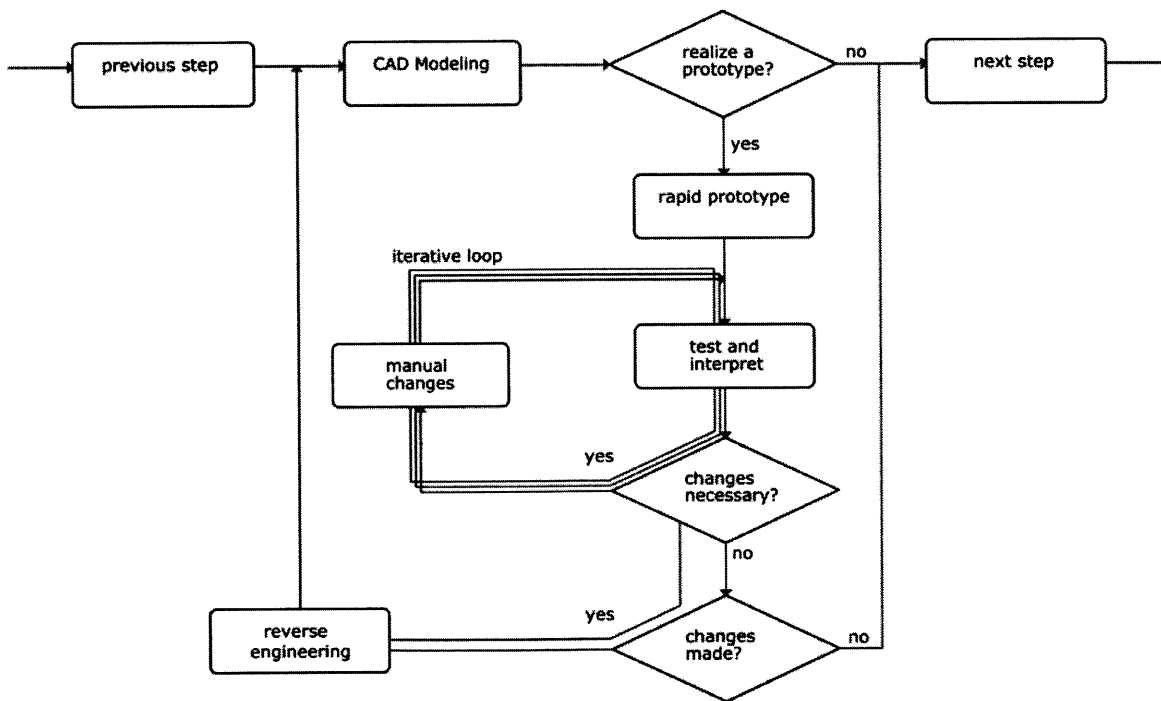 previous step
CAD Modeling
realize a
prototype?
no
next step
yes
rapid prototype
iterative loop
manual
changes
test and
interpret
yes
changes
necessary?
no
reverse
engineering
yes
changes
made?
no